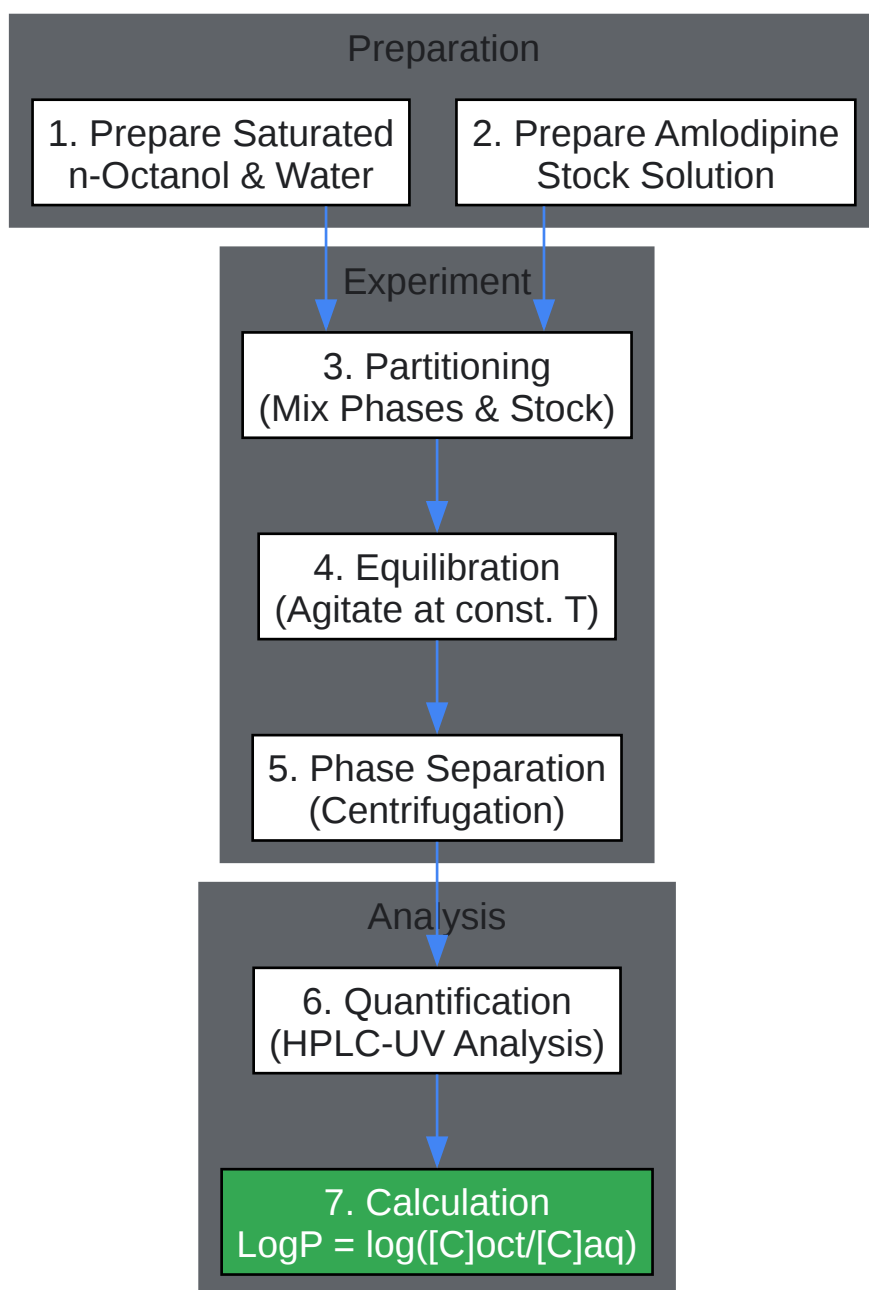 Preparation
1. Prepare Saturated
n-Octanol & Water
2. Prepare Amlodipine
Stock Solution
Experiment
3. Partitioning
(Mix Phases & Stock)
4. Equilibration
(Agitate at const. T)
5. Phase Separation
(Centrifugation)
Analysis
6. Quantification
(HPLC-UV Analysis)
7. Calculation
LogP = log([C]oct/[C]aq)